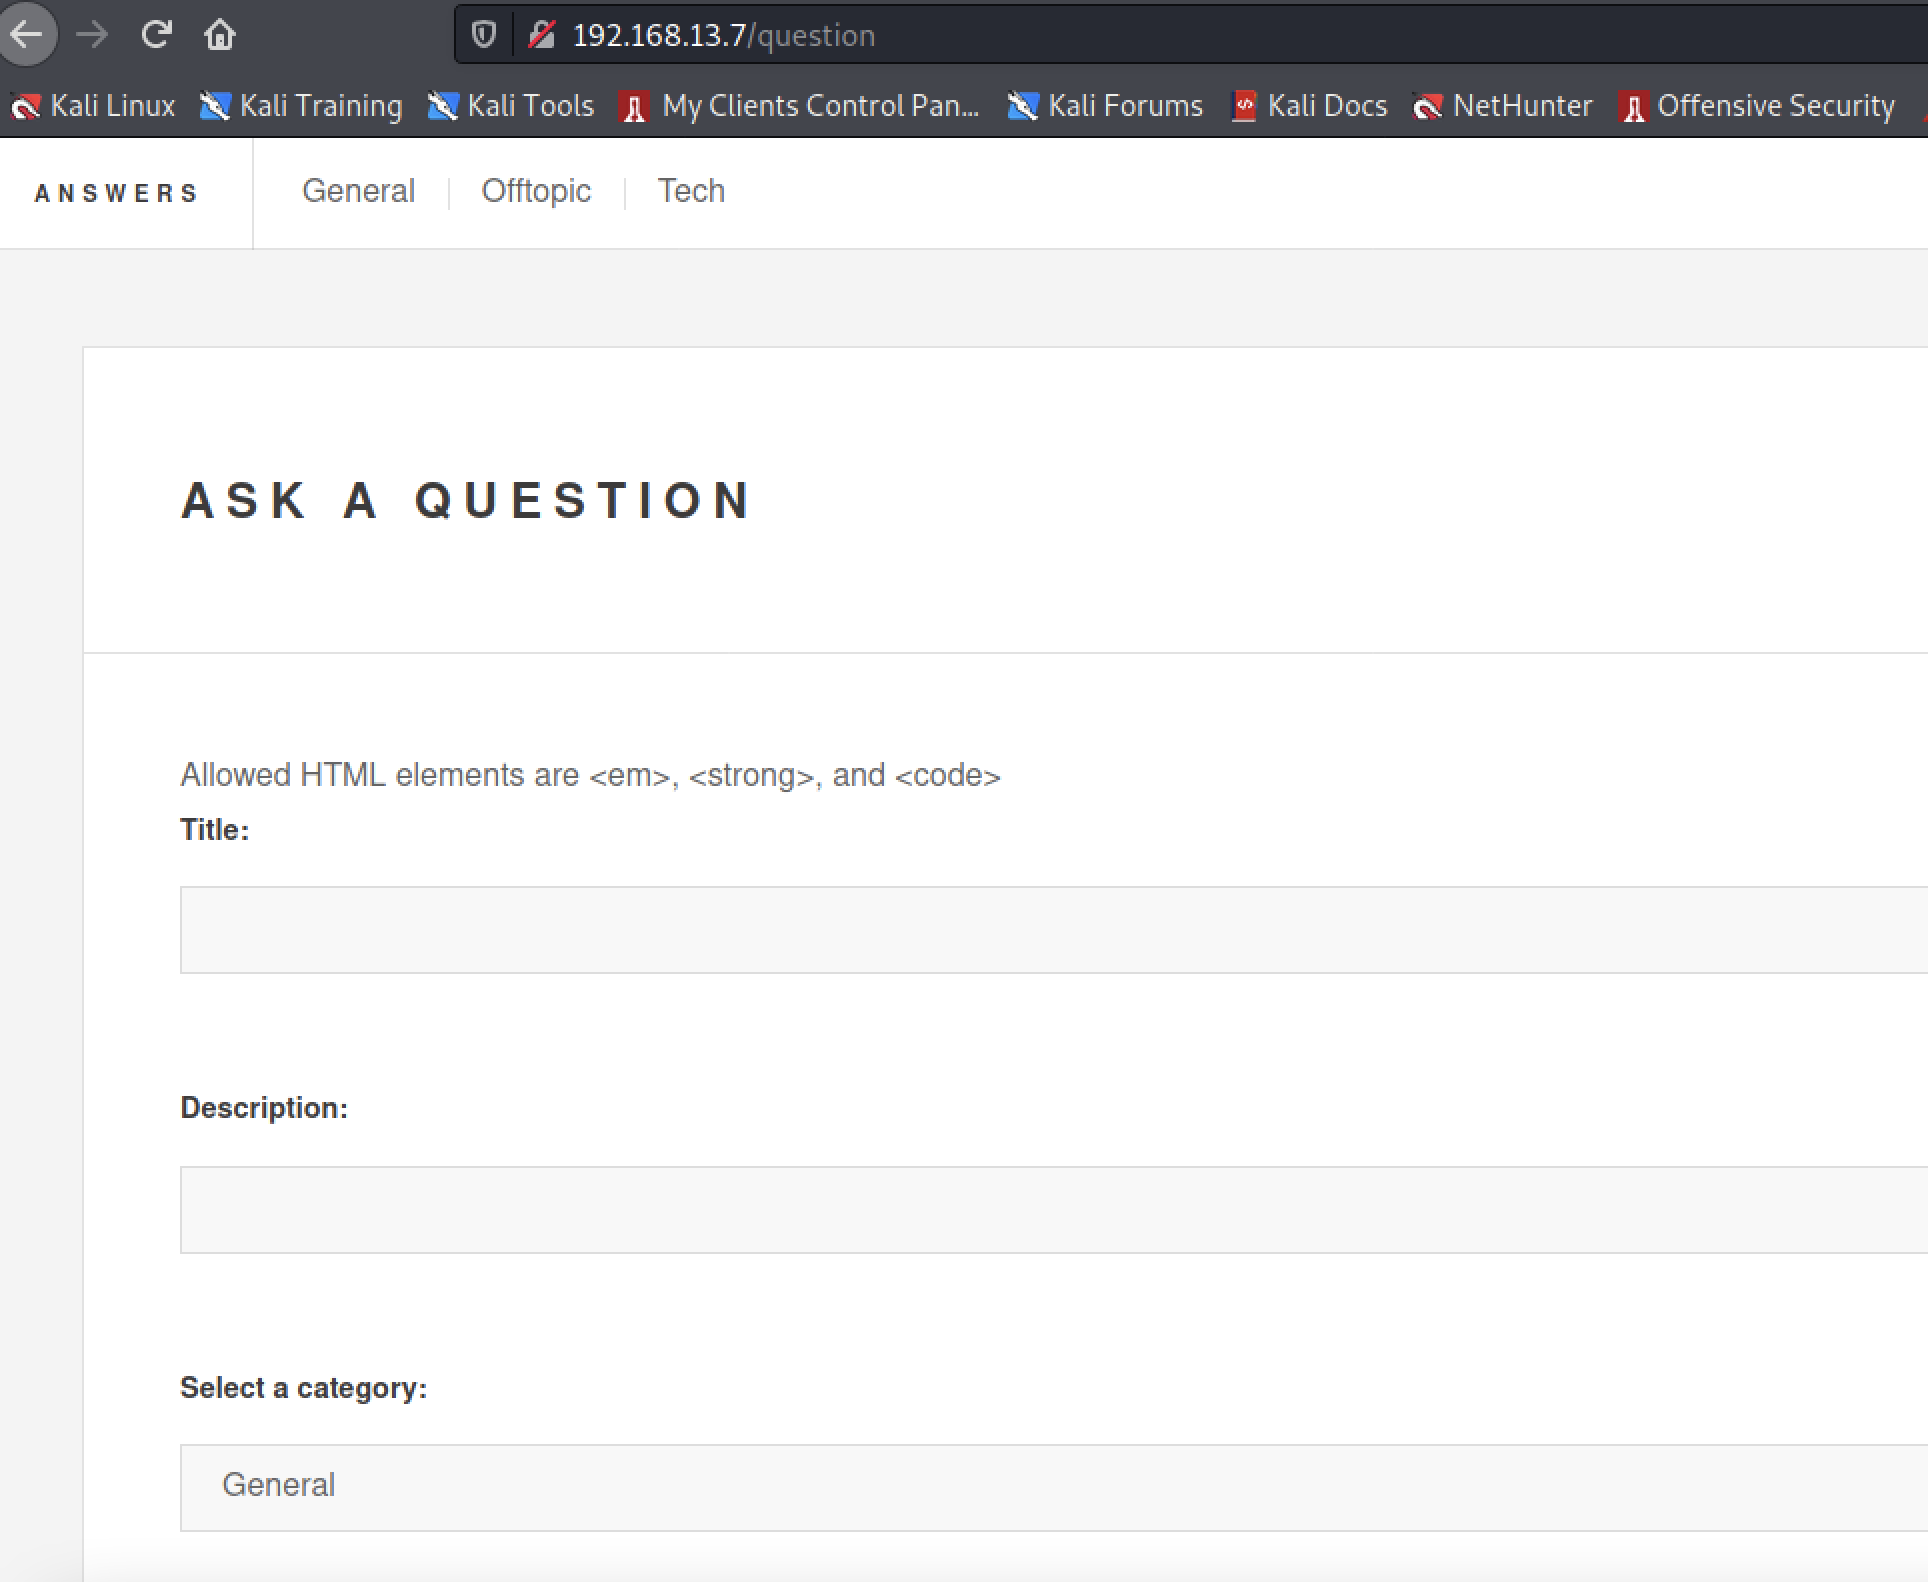 192.168.13.7/question
Kali Linux Kali Training Kali Tools My Clients Control Pan... Kali Forums Kali Docs NetHunter Offensive Security
ANSWERS General Offtopic Tech
ASK A QUESTION
Allowed HTML elements are <em>, <strong>, and <code>
Title:
Description:
Select a category:
General